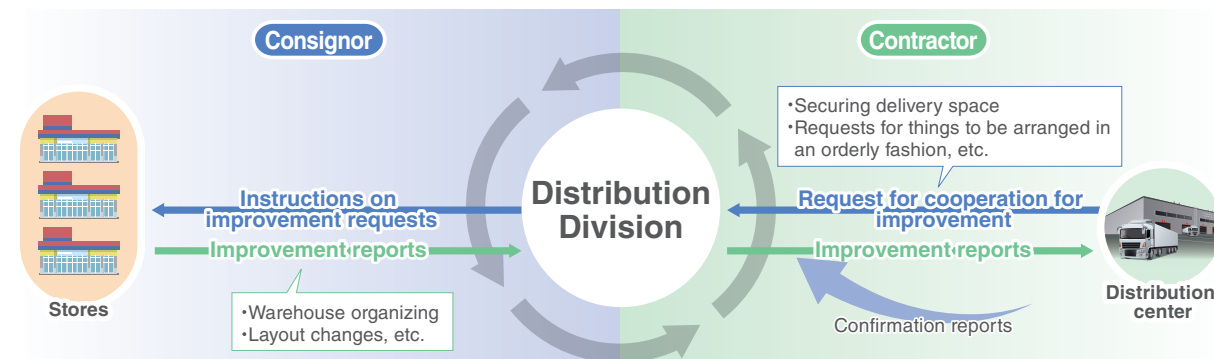 Consignor
Contractor
・Securing delivery space
・Requests for things to be arranged in
an orderly fashion, etc.
Distribution
Division
Instructions on
improvement requests
Improvement reports
Request for cooperation for
improvement
Improvement reports
Stores
・Warehouse organizing
・Layout changes, etc.
Confirmation reports
Distribution
center